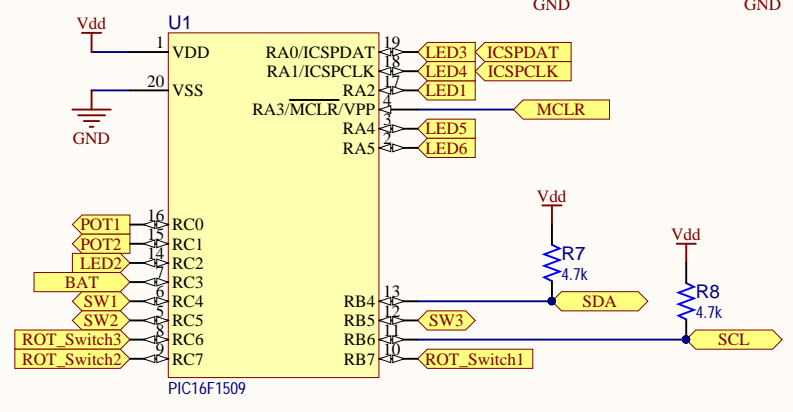 GND GND
Vdd U1
1 VDD RA0/ICSPDAT 19 LED3 ICSPDAT
RA1/ICSPCLK 18 LED4 ICSPCLK
20 VSS RA2 17 LED1
RA3/MCLR/VPP 4 MCLR
GND RA4 3 LED5
RA5 2 LED6
Vdd
POT1 16 RC0
Vdd
POT2 15 RC1
LED2 14 RC2 R7
BAT 7 RC3 4.7k
R8
SW1 6 RC4 RB4 13 SDA
4.7k
SW2 5 RC5 RB5 12 SW3
ROT_Switch3 8 RC6 RB6 11 SCL
ROT_Switch2 9 RC7 RB7 10 ROT_Switch1
PIC16F1509